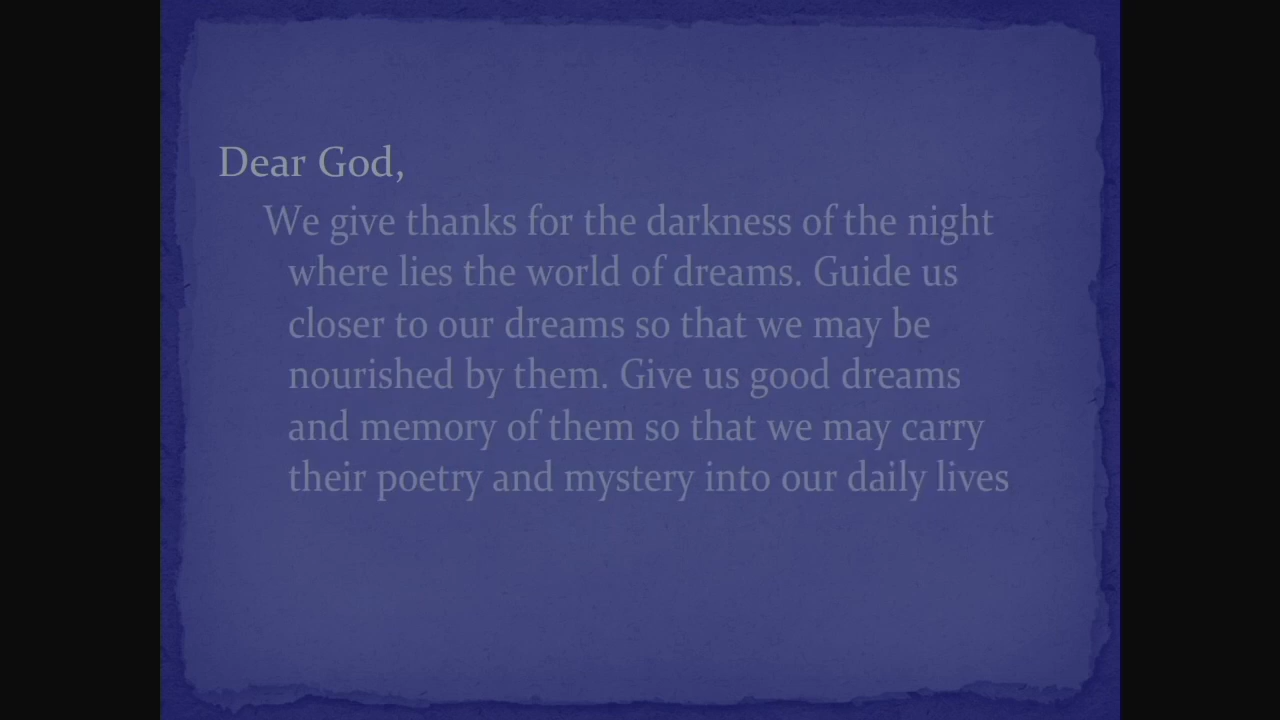 Dear God,
We give thanks for the darkness of the night
where lies the world of dreams. Guide us
closer to our dreams so that we may be
nourished by them. Give us good dreams
and memory of them so that we may carry
their poetry and mystery into our daily lives